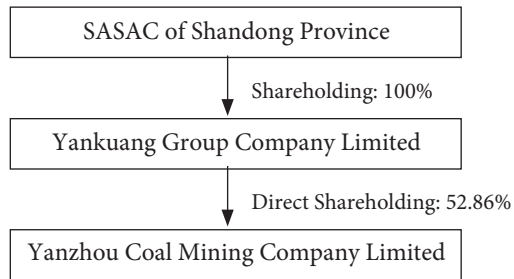 SASAC of Shandong Province
Shareholding: 100%
Yankuang Group Company Limited
Direct Shareholding: 52.86%
Yanzhou Coal Mining Company Limited